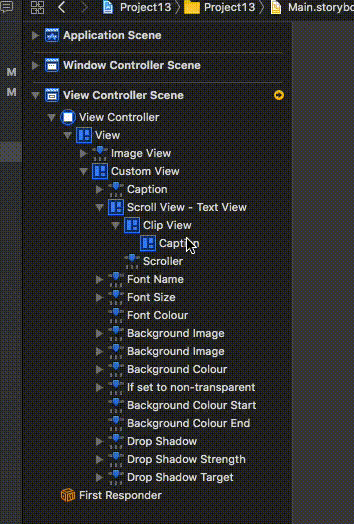 Project13
Project13
Main.storyb
Application Scene
M
Window Controller Scene
M
View Controller Scene
View Controller
View
Image View
Custom View
Caption
Scroll View - Text View
Clip View
Caption
Scroller
Font Name
Font Size
Font Colour
Background Image
Background Image
Background Colour
If set to non-transparent
Background Colour Start
Background Colour End
Drop Shadow
Drop Shadow Strength
Drop Shadow Target
First Responder